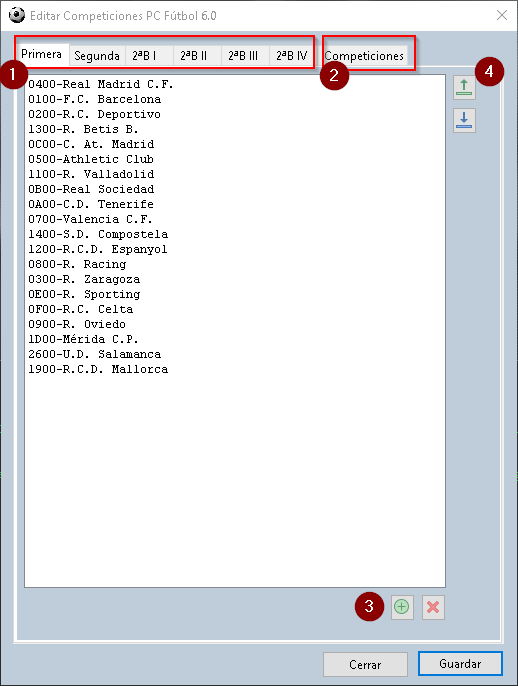 Editar Competiciones PC Fútbol 6.0
Primera Segunda 2ªB I 2ªB II 2ªB III 2ªB IV Competiciones
1 2 4
0400-Real Madrid C.F.
0100-F.C. Barcelona
0200-R.C. Deportivo
1300-R. Betis B.
0C00-C. At. Madrid
0500-Athletic Club
1100-R. Valladolid
0B00-Real Sociedad
0A00-C.D. Tenerife
0700-Valencia C.F.
1400-S.D. Compostela
1200-R.C.D. Espanyol
0800-R. Racing
0300-R. Zaragoza
0E00-R. Sporting
0F00-R.C. Celta
0900-R. Oviedo
1D00-Mérida C.P.
2600-U.D. Salamanca
1900-R.C.D. Mallorca
3
Cerrar Guardar